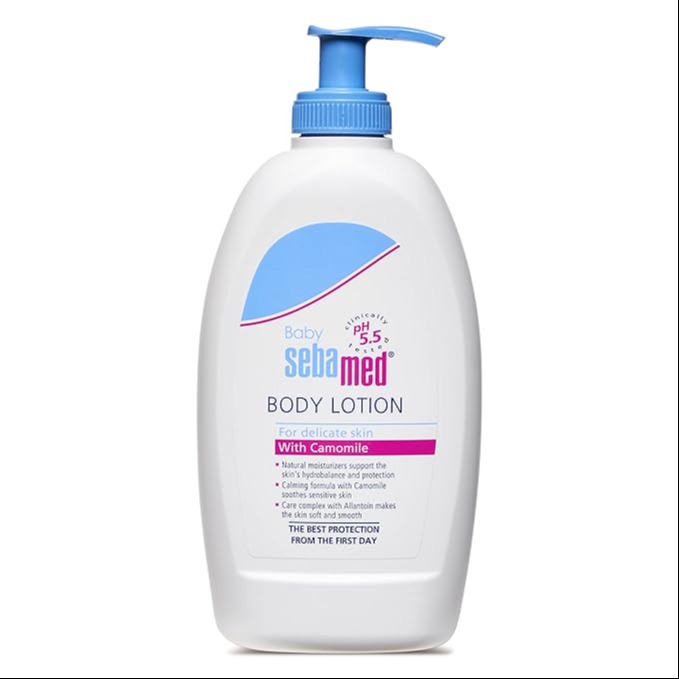 Baby
sebamed®
clinically tested
pH 5.5
BODY LOTION
For delicate skin
With Camomile
▪ Natural moisturizers support the
skin's hydrobalance and protection
▪ Calming formula with Camomile
soothes sensitive skin
▪ Care complex with Allantoin makes
the skin soft and smooth
THE BEST PROTECTION
FROM THE FIRST DAY